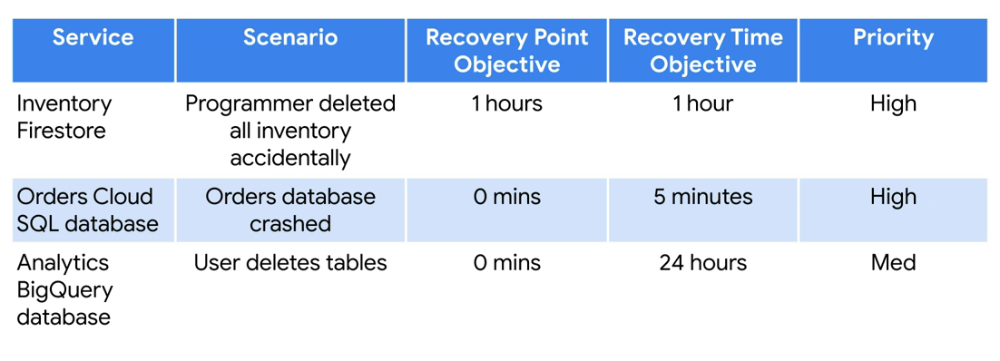 Service
Scenario
Recovery Point
Objective
Recovery Time
Objective
Priority
Inventory
Firestore
Programmer deleted
all inventory
accidentally
1 hours
1 hour
High
Orders Cloud
SQL database
Orders database
crashed
0 mins
5 minutes
High
Analytics
BigQuery
database
User deletes tables
0 mins
24 hours
Med